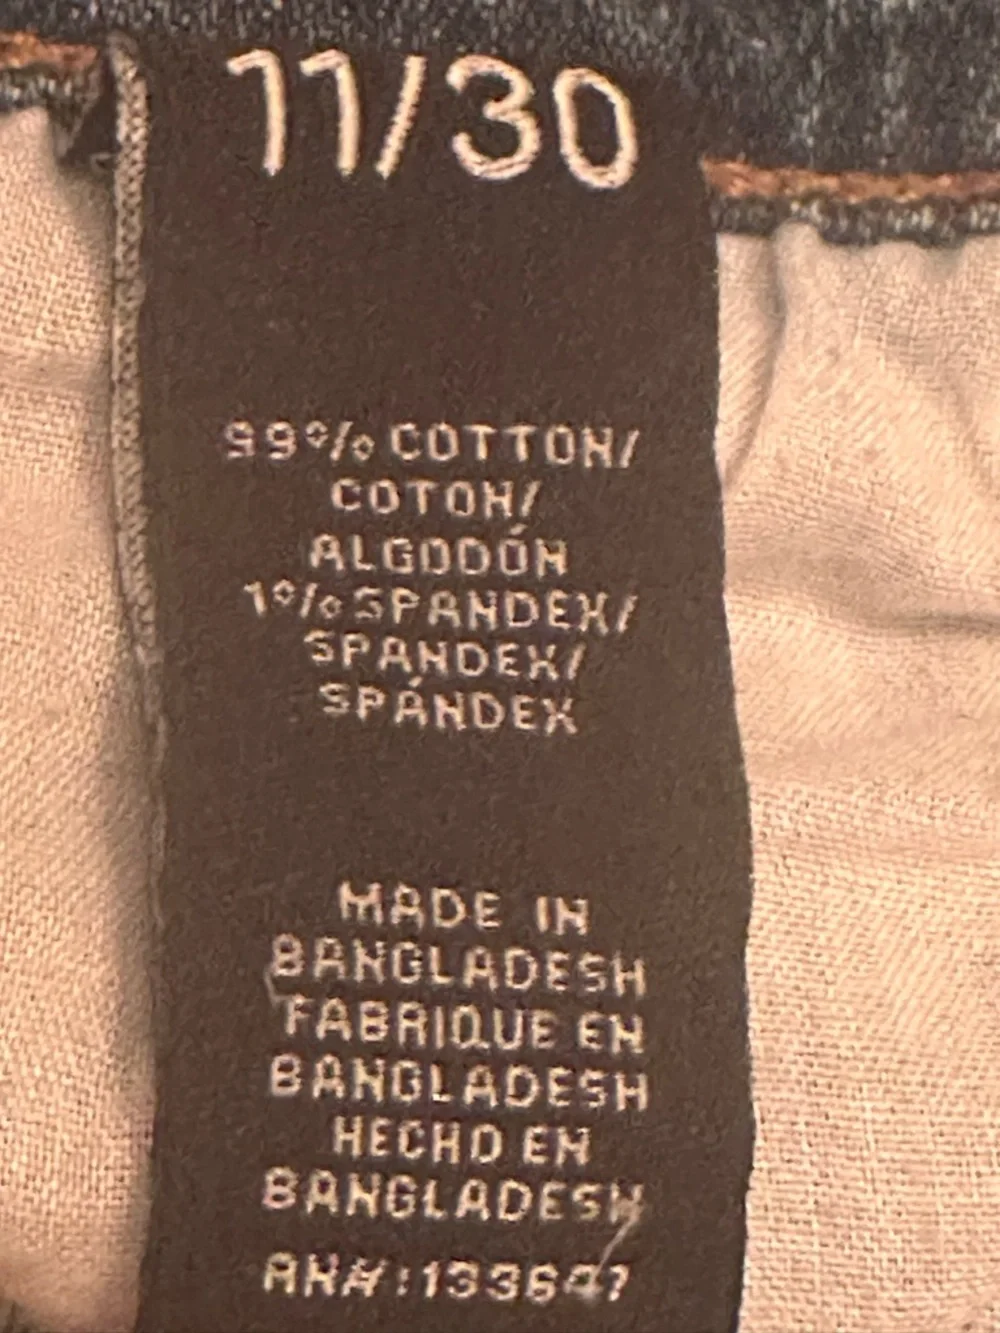 11/30
99% COTTON/
COTON/
ALGODÓN
1% SPANDEX/
SPANDEX/
SPÁNDEX
MADE IN
BANGLADESH
FABRIQUE EN
BANGLADESH
HECHO EN
BANGLADESH